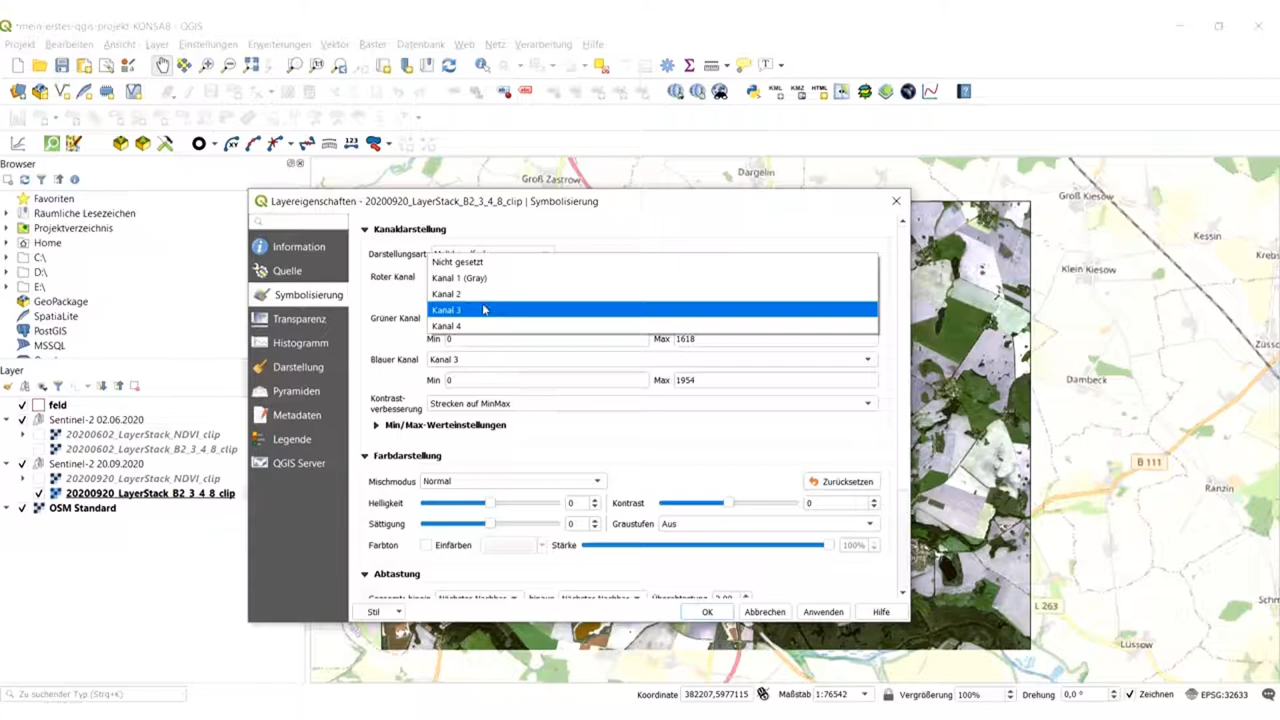 *mein-erstes-qgis-projekt-KONSAB - QGIS
Projekt Bearbeiten Ansicht Layer Einstellungen Erweiterungen Vektor Raster Datenbank Web Netz Verarbeitung Hilfe
KML KMZ HTML
123
Browser
Favoriten
Räumliche Lesezeichen
Projektverzeichnis
Home
C:\
D:\
E:\
GeoPackage
SpatiaLite
PostGIS
MSSQL
Layer
feld
Sentinel-2 02.06.2020
20200602_LayerStack_NDVI_clip
20200602_LayerStack_B2_3_4_8_clip
Sentinel-2 20.09.2020
20200920_LayerStack_NDVI_clip
20200920_LayerStack_B2_3_4_8_clip
OSM Standard
Groß Zastrow
Dargelin
Kessin
Klein Kiesow
Dambeck
B 111
Ranzin
L 263
Lüssow
Layereigenschaften - 20200920_LayerStack_B2_3_4_8_clip | Symbolisierung
Information
Quelle
Symbolisierung
Transparenz
Histogramm
Darstellung
Pyramiden
Metadaten
Legende
QGIS Server
Kanaldarstellung
Darstellungsart
Roter Kanal
Nicht gesetzt
Kanal 1 (Gray)
Kanal 2
Kanal 3
Kanal 4
Grüner Kanal
Min 0 Max 1618
Blauer Kanal Kanal 3
Min 0 Max 1954
Kontrast-
verbesserung Strecken auf MinMax
Min/Max-Werteinstellungen
Farbdarstellung
Mischmodus Normal Zurücksetzen
Helligkeit 0 Kontrast 0
Sättigung 0 Graustufen Aus
Farbton Einfärben Stärke 100%
Abtastung
Stil OK Abbrechen Anwenden Hilfe
Zu suchender Typ (Strg+K) Koordinate 382207,5977115 Maßstab 1:76542 Vergrößerung 100% Drehung 0,0 ° Zeichnen EPSG:32633